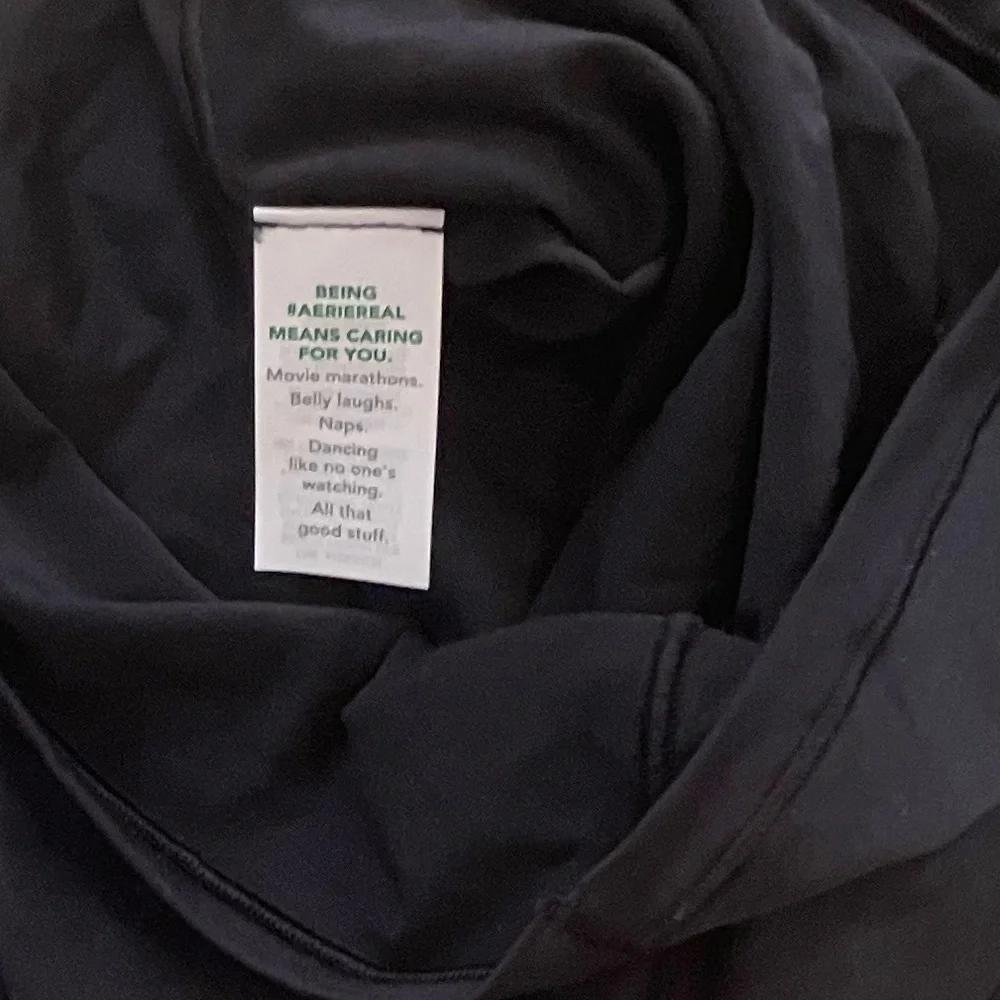 BEING
#AERIEREAL
MEANS CARING
FOR YOU.
Movie marathons.
Belly laughs.
Naps.
Dancing
like no one's
watching.
All that
good stuff.